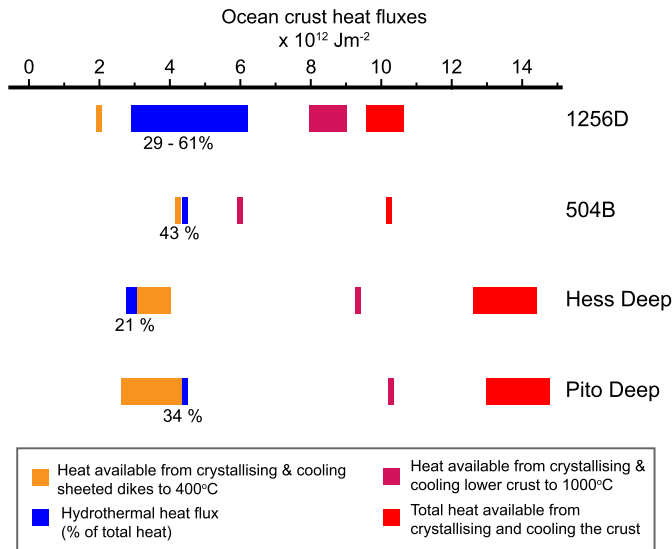 Ocean crust heat fluxes
x 10¹² Jm⁻²
0 2 4 6 8 10 12 14
1256D
29 - 61%
504B
43 %
Hess Deep
21 %
Pito Deep
34 %
Heat available from crystallising & cooling
sheeted dikes to 400°C
Hydrothermal heat flux
(% of total heat)
Heat available from crystallising &
cooling lower crust to 1000°C
Total heat available from
crystallising and cooling the crust